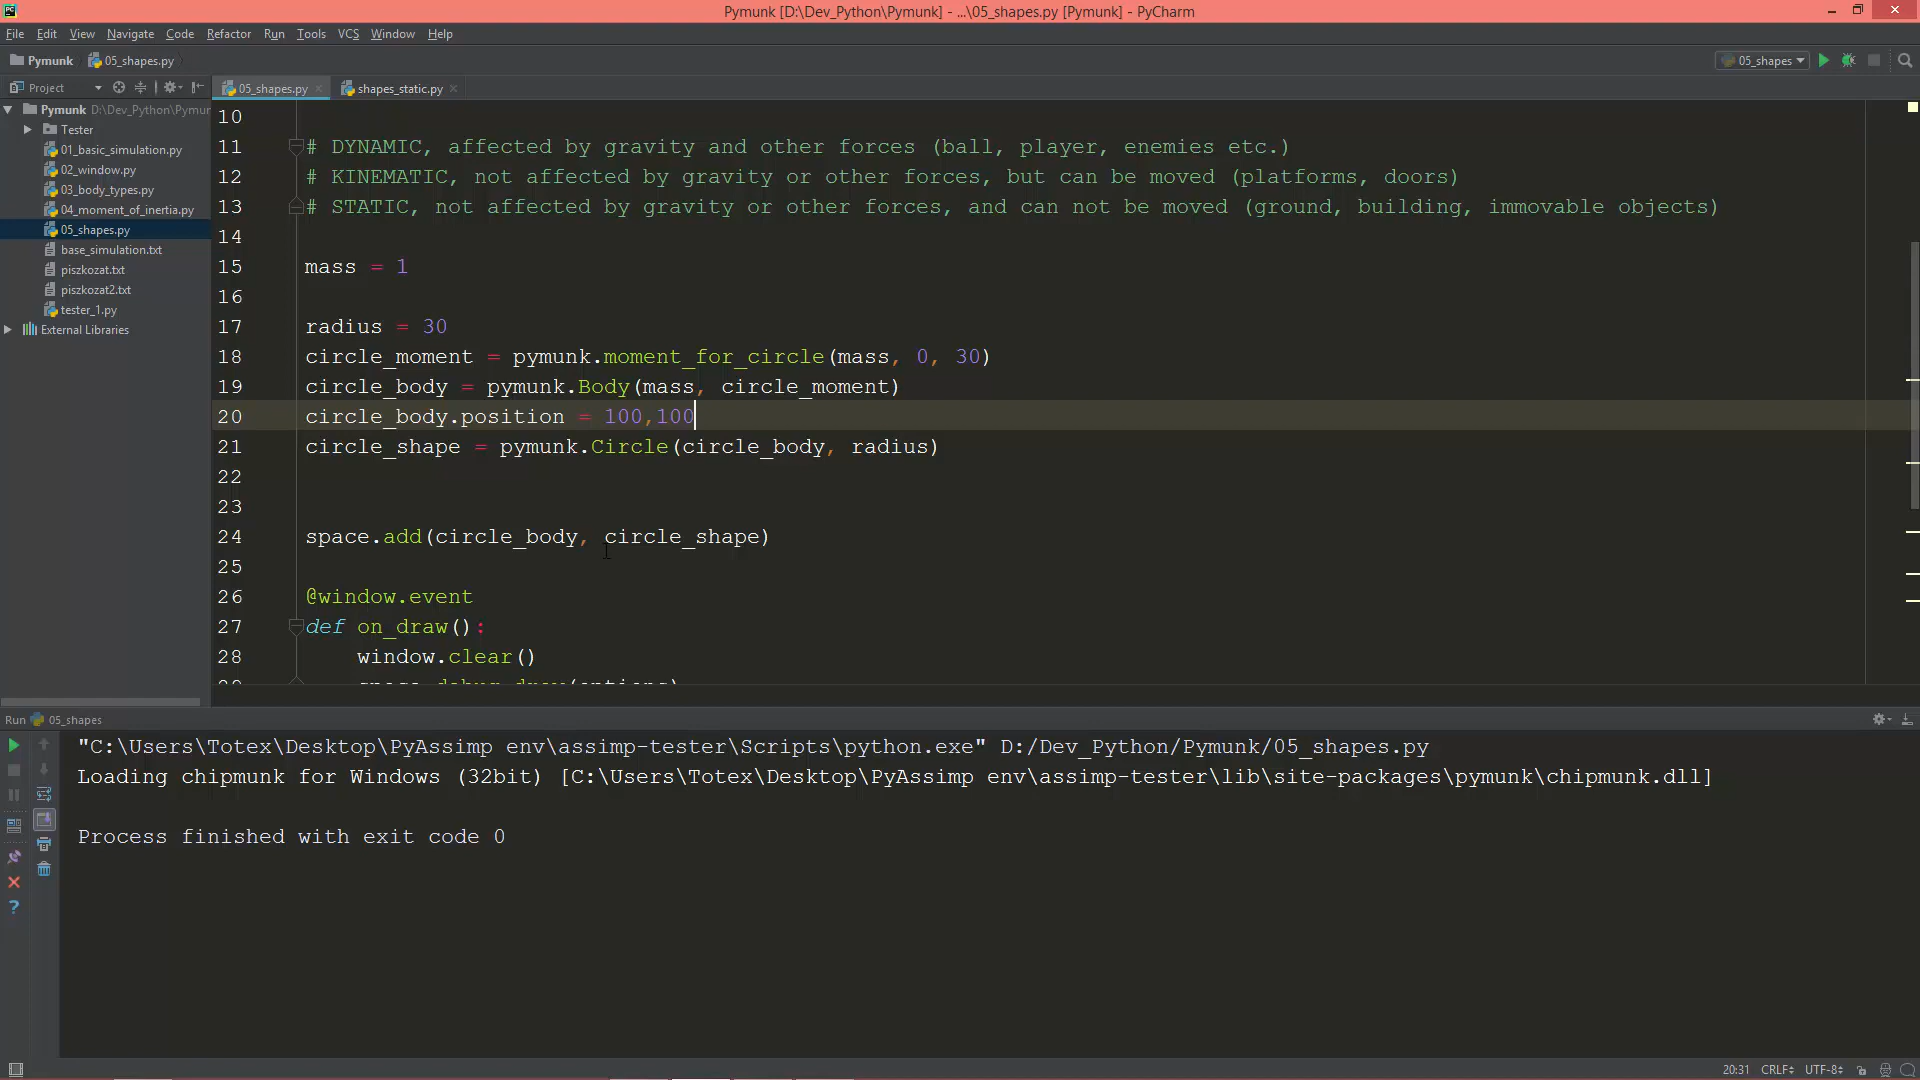 Pymunk [D:\Dev_Python\Pymunk] - ...\05_shapes.py [Pymunk] - PyCharm
File Edit View Navigate Code Refactor Run Tools VCS Window Help
Pymunk 05_shapes.py 05_shapes
Project 05_shapes.py shapes_static.py
Pymunk D:\Dev_Python\Pymun
Tester
01_basic_simulation.py
02_window.py
03_body_types.py
04_moment_of_inertia.py
05_shapes.py
base_simulation.txt
piszkozat.txt
piszkozat2.txt
tester_1.py
External Libraries
10
11 # DYNAMIC, affected by gravity and other forces (ball, player, enemies etc.)
12 # KINEMATIC, not affected by gravity or other forces, but can be moved (platforms, doors)
13 # STATIC, not affected by gravity or other forces, and can not be moved (ground, building, immovable objects)
14
15 mass = 1
16
17 radius = 30
18 circle_moment = pymunk.moment_for_circle(mass, 0, 30)
19 circle_body = pymunk.Body(mass, circle_moment)
20 circle_body.position = 100,100
21 circle_shape = pymunk.Circle(circle_body, radius)
22
23
24 space.add(circle_body, circle_shape)
25
26 @window.event
27 def on_draw():
28 window.clear()
29 space.debug_draw(options)
Run 05_shapes
"C:\Users\Totex\Desktop\PyAssimp env\assimp-tester\Scripts\python.exe" D:/Dev_Python/Pymunk/05_shapes.py
Loading chipmunk for Windows (32bit) [C:\Users\Totex\Desktop\PyAssimp env\assimp-tester\lib\site-packages\pymunk\chipmunk.dll]
Process finished with exit code 0
20:31 CRLF UTF-8